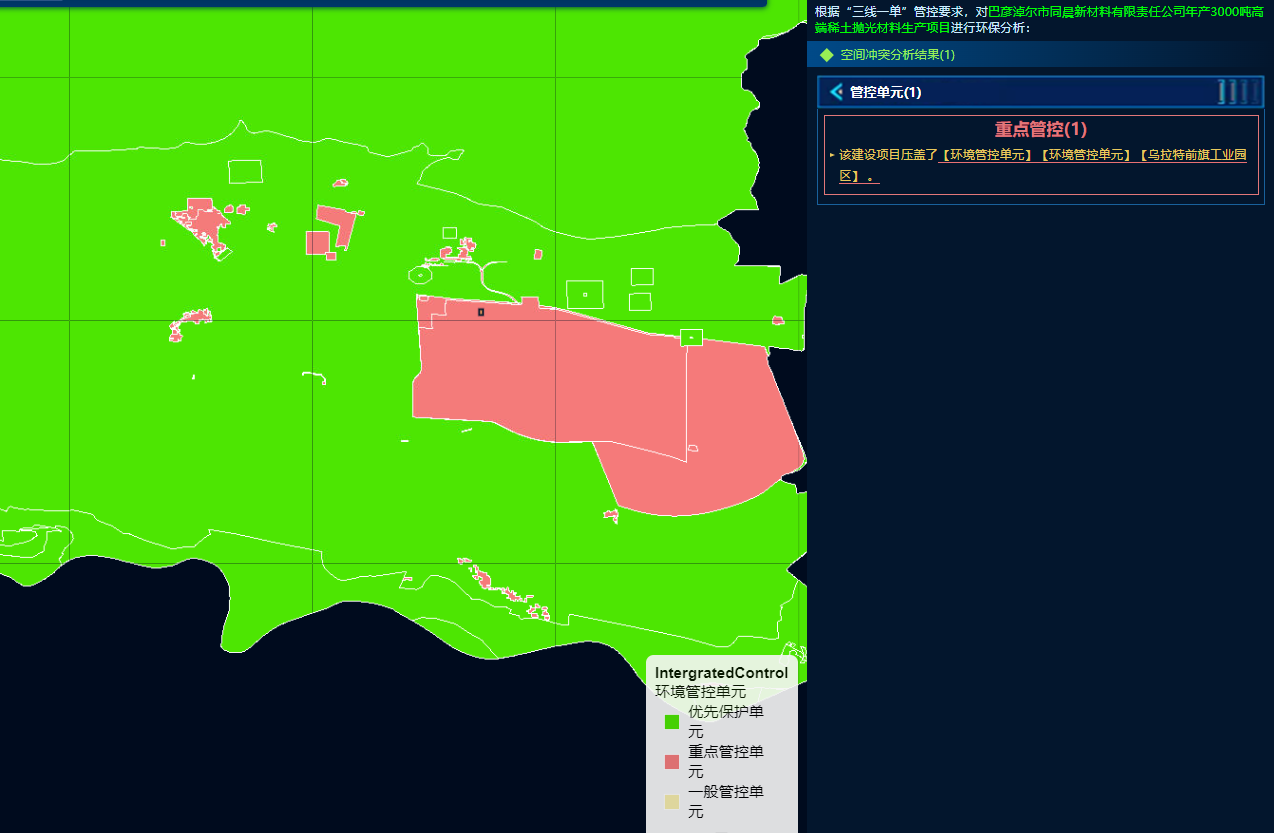 根据“三线一单”管控要求，对巴彦淖尔市同晨新材料有限责任公司年产3000吨高
端稀土抛光材料生产项目进行环保分析：
空间冲突分析结果(1)
管控单元(1)
重点管控(1)
该建设项目压盖了【环境管控单元】【环境管控单元】【乌拉特前旗工业园
区】 。
IntergratedControl
环境管控单元
优先保护单
元
重点管控单
元
一般管控单
元